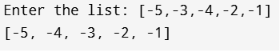 Enter the list: [-5,-3,-4,-2,-1]
[-5, -4, -3, -2, -1]